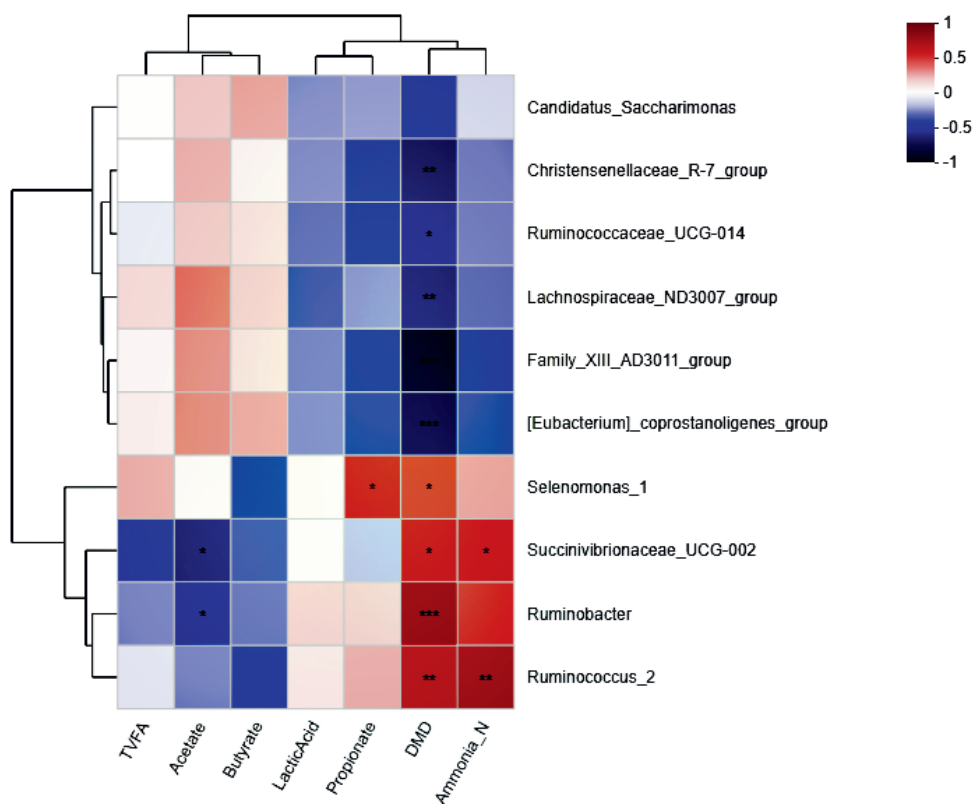 1
0.5
0
-0.5
-1
Candidatus_Saccharimonas
** Christensenellaceae_R-7_group
* Ruminococcaceae_UCG-014
** Lachnospiraceae_ND3007_group
Family_XIII_AD3011_group
*** [Eubacterium]_coprostanoligenes_group
* * Selenomonas_1
* * * Succinivibrionaceae_UCG-002
* *** Ruminobacter
** ** Ruminococcus_2
TVFA
Acetate
Butyrate
LacticAcid
Propionate
DMD
Ammonia_N